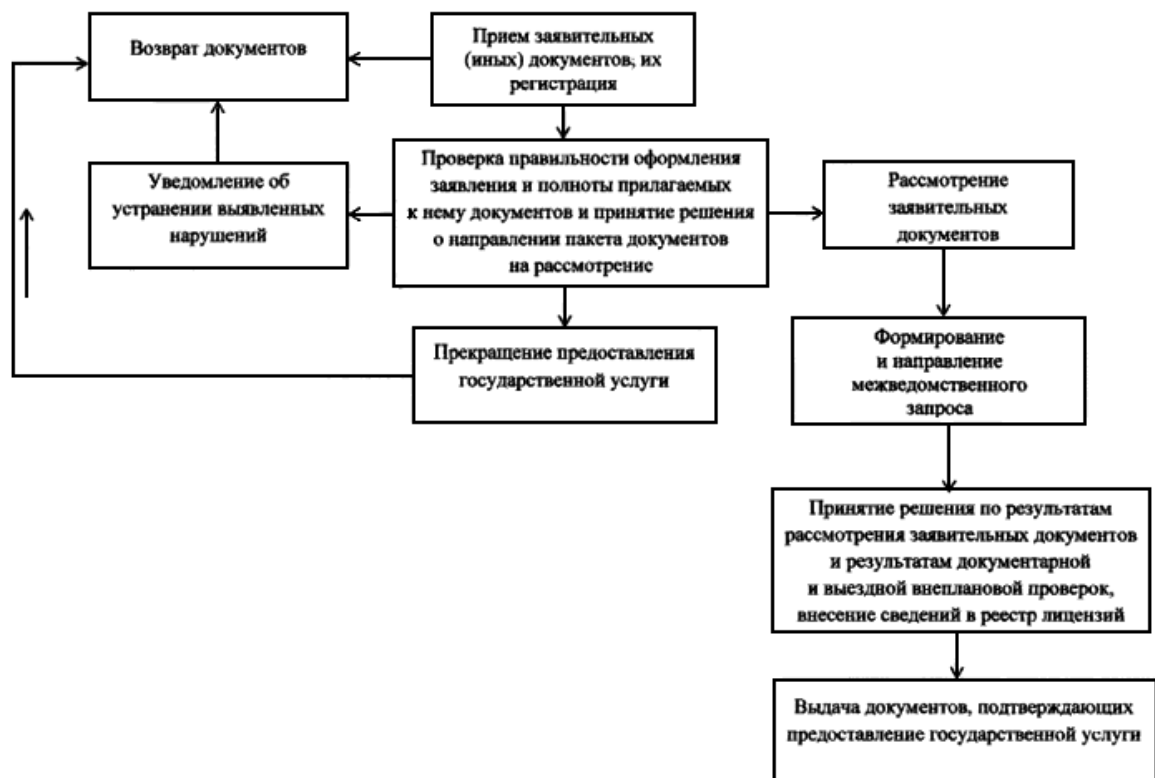 Возврат документов
Прием заявительных
(иных) документов, их
регистрация
Уведомление об
устранении выявленных
нарушений
Проверка правильности оформления
заявления и полноты прилагаемых
к нему документов и принятие решения
о направлении пакета документов
на рассмотрение
Рассмотрение
заявительных
документов
Прекращение предоставления
государственной услуги
Формирование
и направление
межведомственного
запроса
Принятие решения по результатам
рассмотрения заявительных документов
и результатам документарной
и выездной внеплановой проверок,
внесение сведений в реестр лицензий
Выдача документов, подтверждающих
предоставление государственной услуги